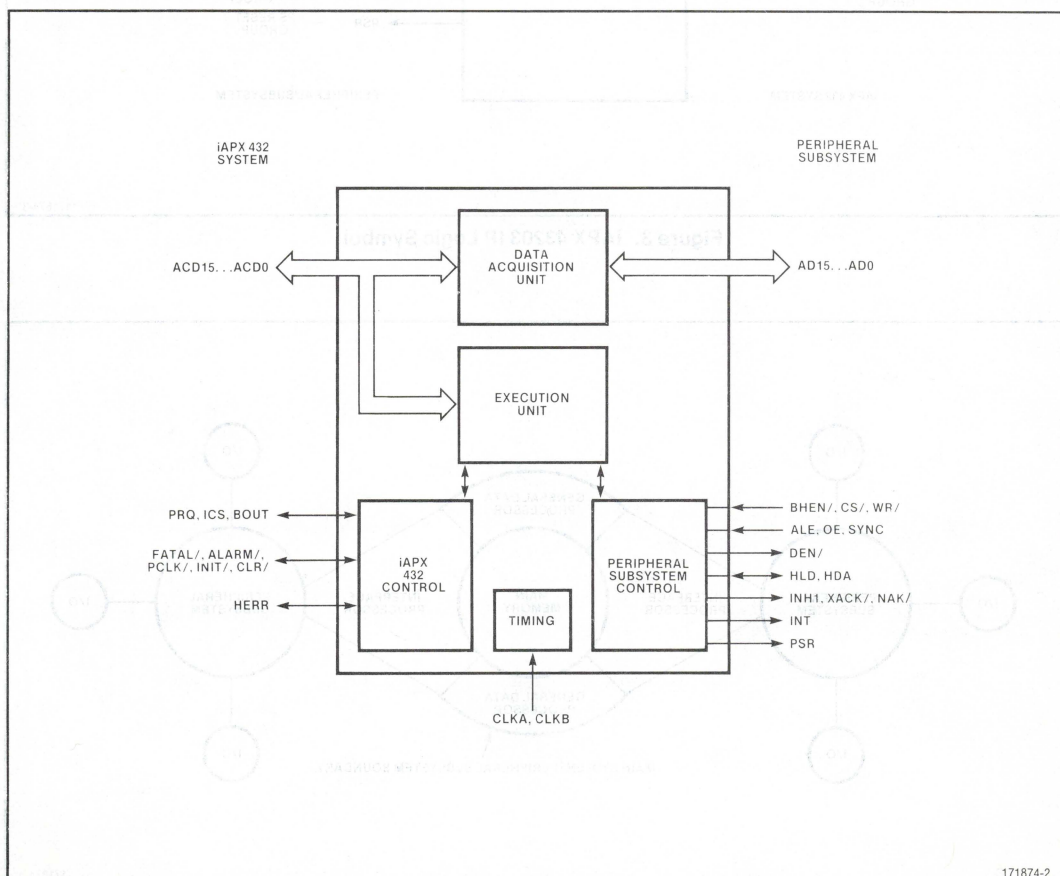 iAPX 432
SYSTEM
PERIPHERAL
SUBSYSTEM
DATA
ACQUISITION
UNIT
ACD15. . .ACD0
AD15. . .AD0
EXECUTION
UNIT
PRQ, ICS, BOUT
FATAL/, ALARM/,
PCLK/, INIT/, CLR/
HERR
iAPX
432
CONTROL
TIMING
PERIPHERAL
SUBSYSTEM
CONTROL
BHEN/, CS/, WR/
ALE, OE, SYNC
DEN/
HLD, HDA
INH1, XACK/, NAK/
INT
PSR
CLKA, CLKB
171874-2